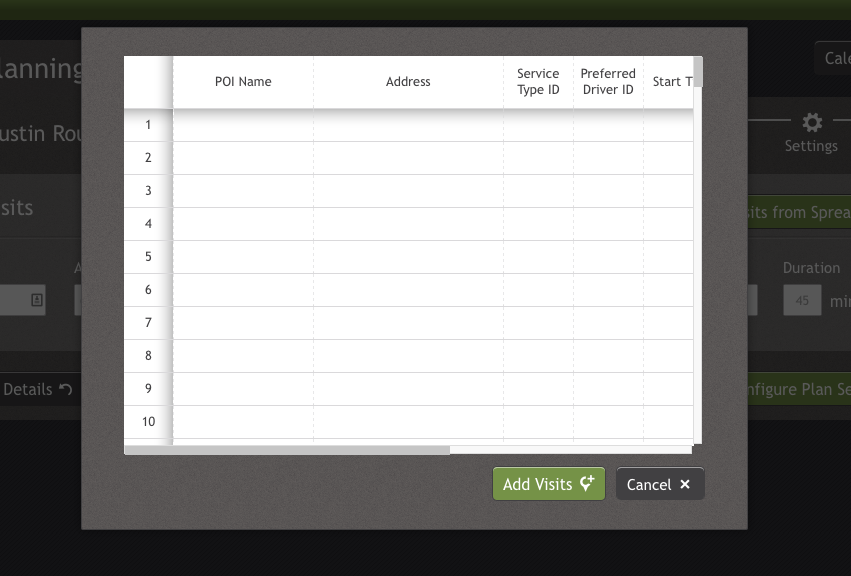 lanning
Cale
ustin Rou
Settings
sits
sits from Sprea
A
Duration
45 min
Details
nfigure Plan Se
POI Name
Address
Service
Type ID
Preferred
Driver ID
Start T
1
2
3
4
5
6
7
8
9
10
Add Visits
Cancel